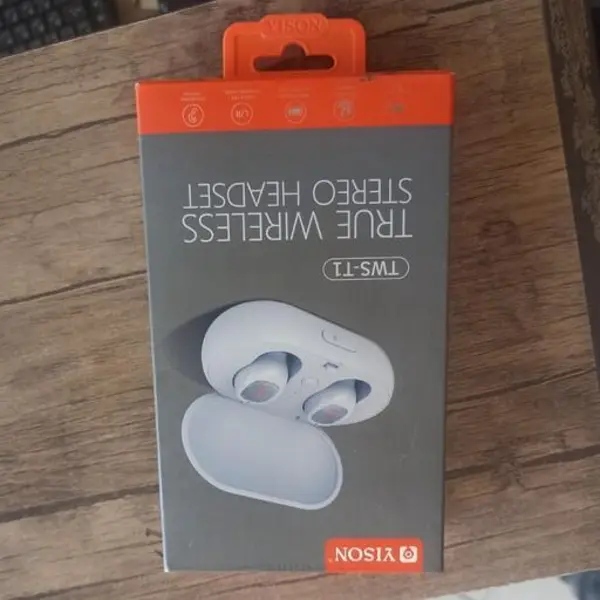 YISON
TWS-T1
TRUE WIRELESS
STEREO HEADSET
L/R
YISON